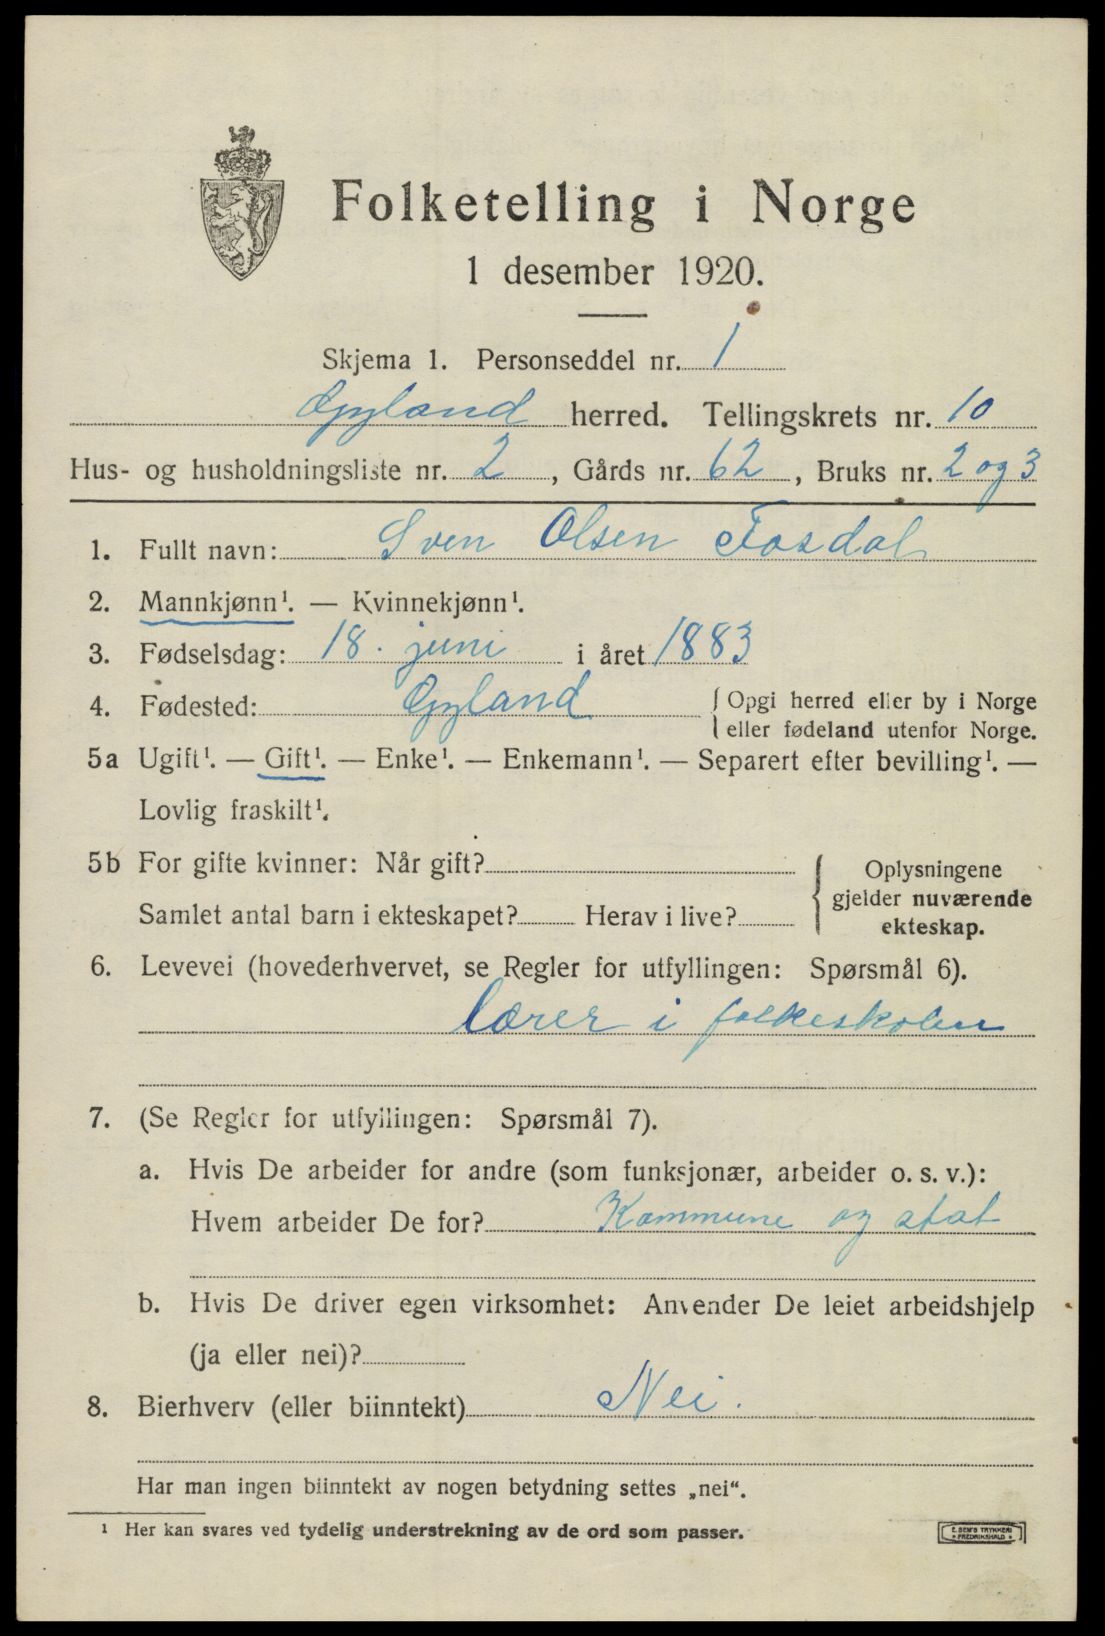 Folketelling i Norge
1 desember 1920.
Skjema 1. Personseddel nr. 1
Gyland herred. Tellingskrets nr. 10
Hus- og husholdningsliste nr. 2, Gårds nr. 62, Bruks nr. 2 og 3
1. Fullt navn: Sven Olsen Fosdal
2. Mannkjønn¹. — Kvinnekjønn¹.
3. Fødselsdag: 18. juni i året 1883
4. Fødested: Gyland { Opgi herred eller by i Norge
eller fødeland utenfor Norge.
5a Ugift¹. — Gift¹. — Enke¹. — Enkemann¹. — Separert efter bevilling¹. —
Lovlig fraskilt¹.
5b For gifte kvinner: Når gift?
Samlet antal barn i ekteskapet? Herav i live?
{ Oplysningene
gjelder nuværende
ekteskap.
6. Levevei (hovederhvervet, se Regler for utfyllingen: Spørsmål 6).
lærer i folkeskolen
7. (Se Regler for utfyllingen: Spørsmål 7).
a. Hvis De arbeider for andre (som funksjonær, arbeider o. s. v.):
Hvem arbeider De for? Kommune og stat
b. Hvis De driver egen virksomhet: Anvender De leiet arbeidshjelp
(ja eller nei)?
8. Bierhverv (eller biinntekt) Nei.
Har man ingen biinntekt av nogen betydning settes „nei“.
¹ Her kan svares ved tydelig understrekning av de ord som passer.
E. SEM'S TRYKKERI
• FREDRIKSHALD •